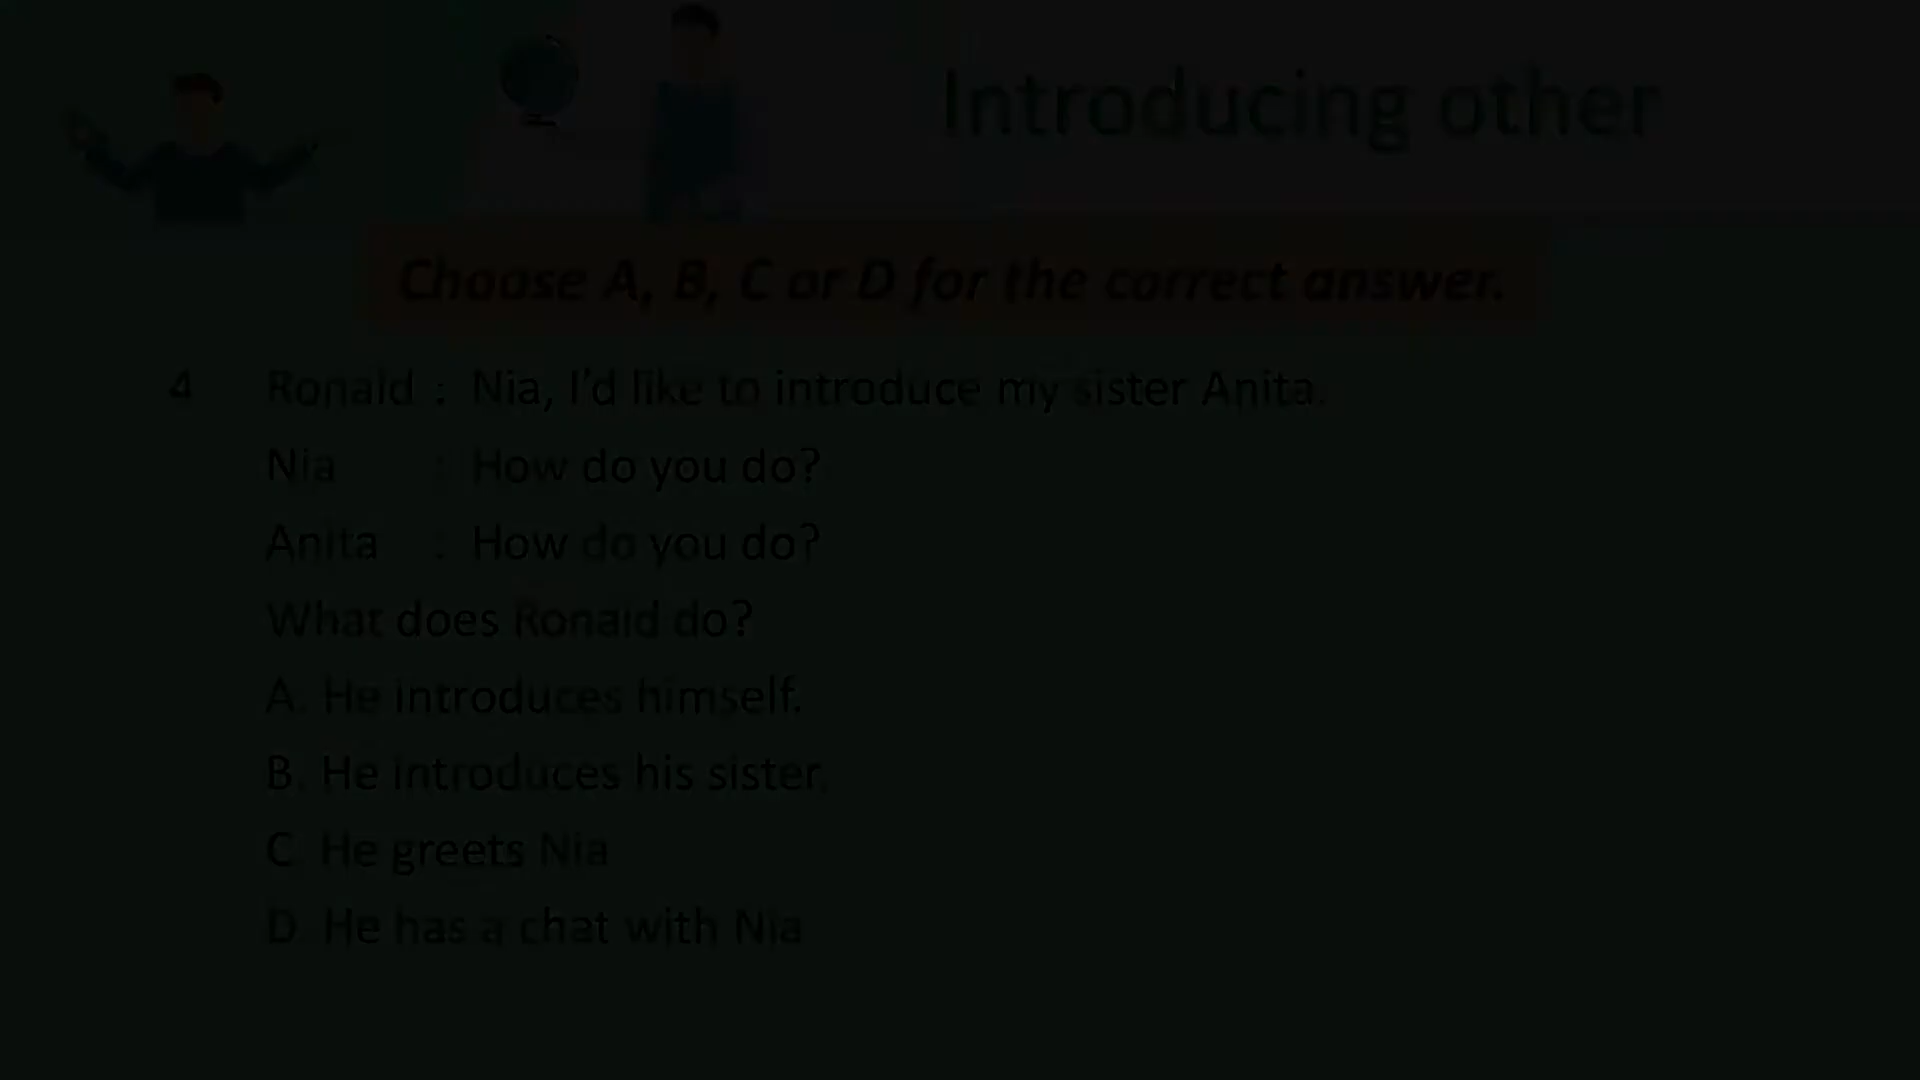 Introducing other
Choose A, B, C or D for the correct answer.
4 Ronald : Nia, I'd like to introduce my sister Anita.
Nia : How do you do?
Anita : How do you do?
What does Ronald do?
A. He introduces himself.
B. He introduces his sister.
C. He greets Nia
D. He has a chat with Nia